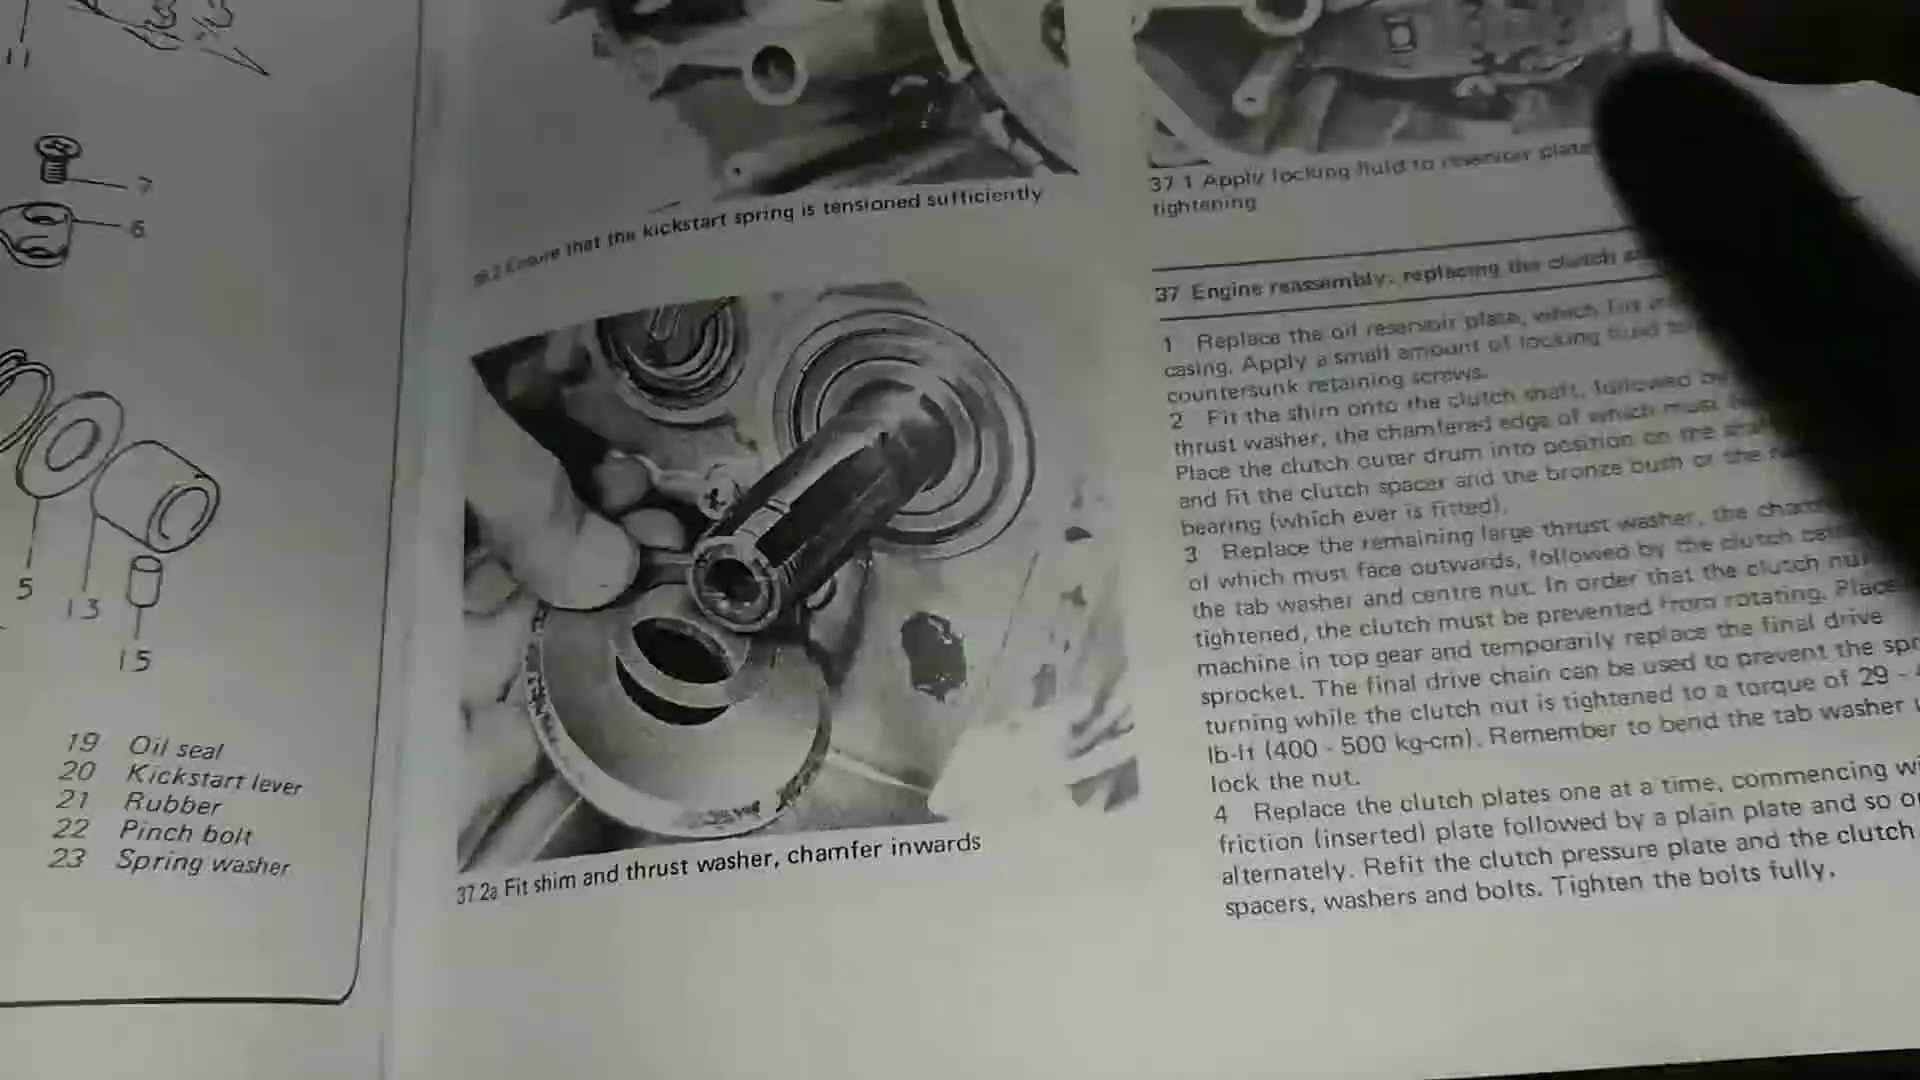 11
7
6
5
13
15
19 Oil seal
20 Kickstart lever
21 Rubber
22 Pinch bolt
23 Spring washer
Ensure that the kickstart spring is tensioned sufficiently
37.2a Fit shim and thrust washer, chamfer inwards
37 1 Apply locking fluid to reservoir plate
tightening
37 Engine reassembly: replacing the clutch
1 Replace the oil reservoir plate, which
casing. Apply a small amount of locking fluid
countersunk retaining screws.
2 Fit the shim onto the clutch shaft, followed by
thrust washer, the chamfered edge of which must
Place the clutch outer drum into position on the
and fit the clutch spacer and the bronze bush or the
bearing (which ever is fitted).
3 Replace the remaining large thrust washer, the
of which must face outwards, followed by the clutch
the tab washer and centre nut. In order that the clutch
tightened, the clutch must be prevented from rotating. Place
machine in top gear and temporarily replace the final drive
sprocket. The final drive chain can be used to prevent the
turning while the clutch nut is tightened to a torque of 29 -
lb-ft (400 - 500 kg-cm). Remember to bend the tab washer
lock the nut.
4 Replace the clutch plates one at a time, commencing
friction (inserted) plate followed by a plain plate and so
alternately. Refit the clutch pressure plate and the clutch
spacers, washers and bolts. Tighten the bolts fully.